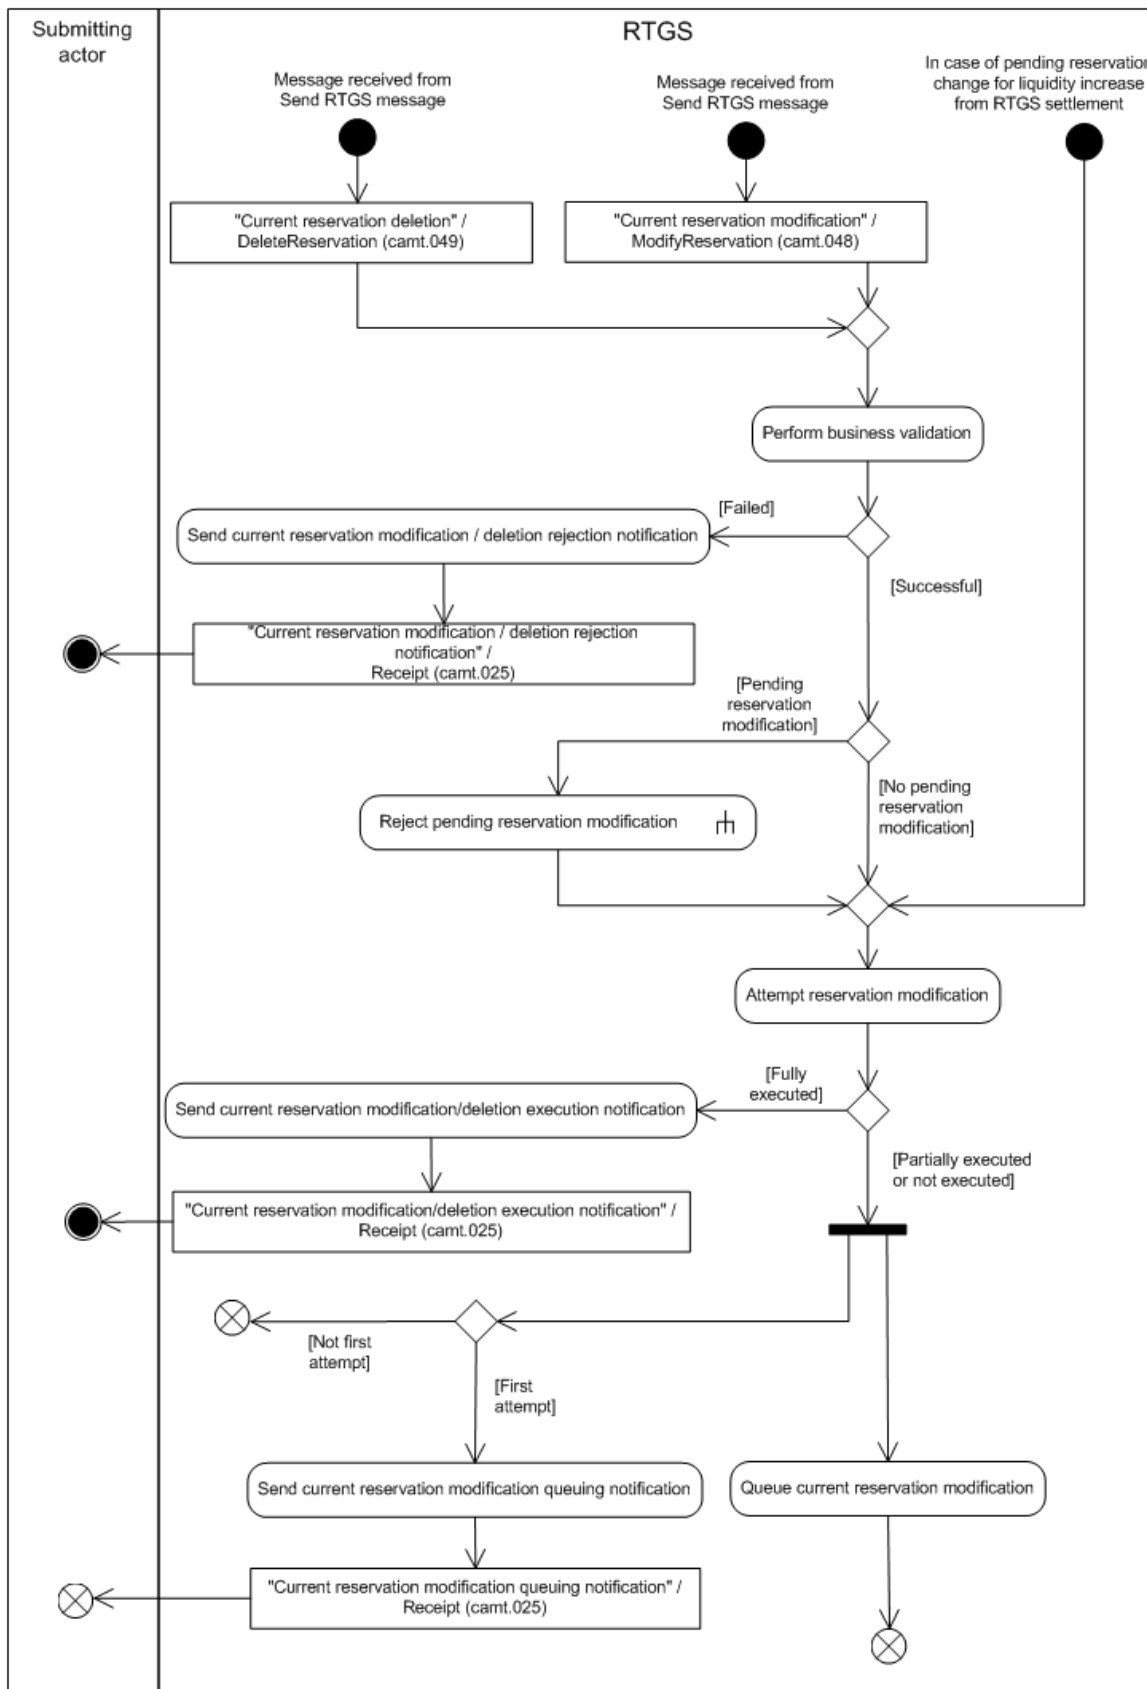 Submitting
actor
RTGS
Message received from
Send RTGS message
Message received from
Send RTGS message
In case of pending reservation
change for liquidity increase
from RTGS settlement
"Current reservation deletion" /
DeleteReservation (camt.049)
"Current reservation modification" /
ModifyReservation (camt.048)
Perform business validation
[Failed]
Send current reservation modification / deletion rejection notification
[Successful]
"Current reservation modification / deletion rejection
notification" /
Receipt (camt.025)
[Pending
reservation
modification]
[No pending
reservation
modification]
Reject pending reservation modification
Attempt reservation modification
[Fully
executed]
Send current reservation modification/deletion execution notification
[Partially executed
or not executed]
"Current reservation modification/deletion execution notification" /
Receipt (camt.025)
[Not first
attempt]
[First
attempt]
Send current reservation modification queuing notification
Queue current reservation modification
"Current reservation modification queuing notification" /
Receipt (camt.025)